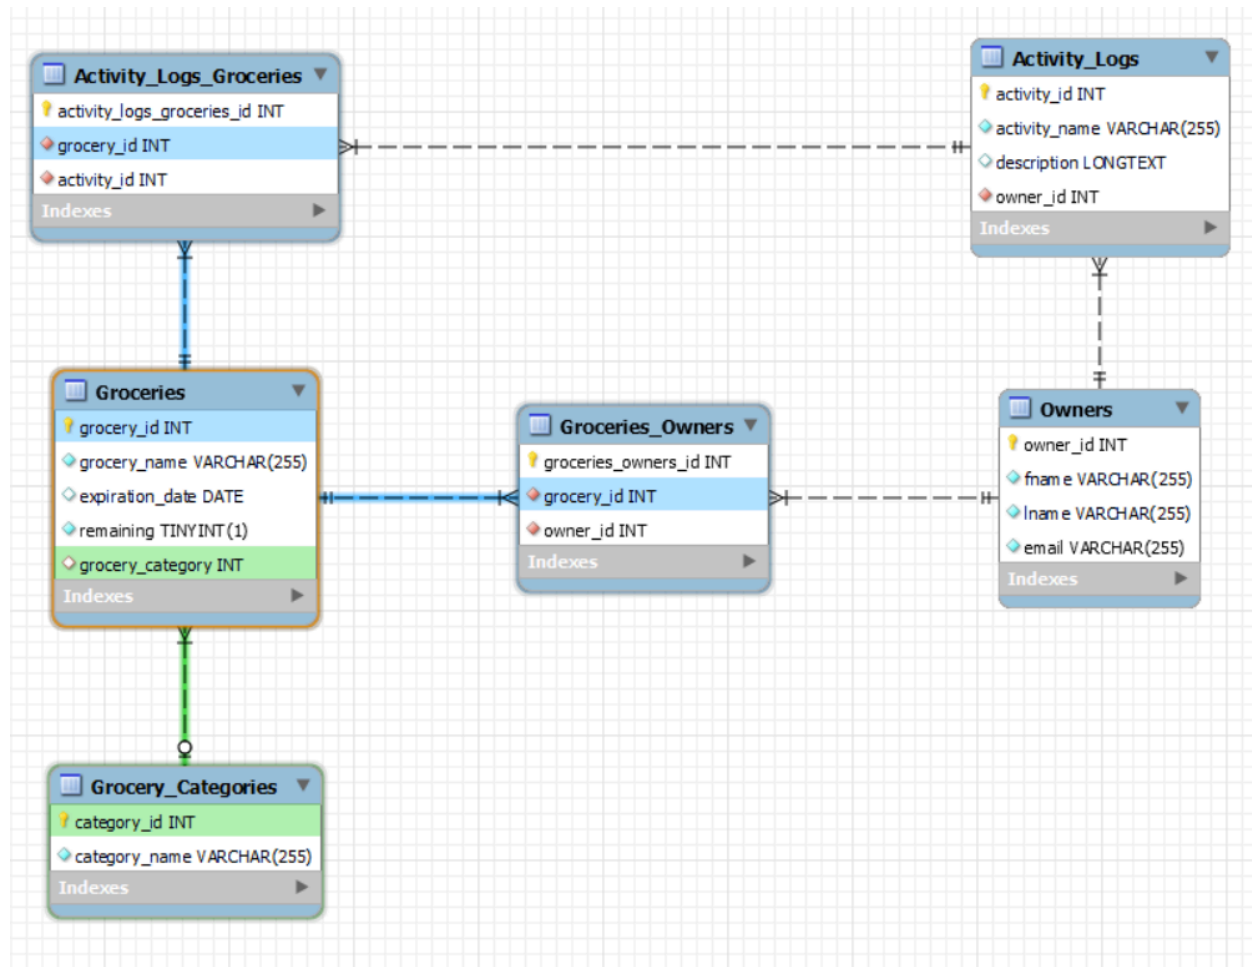 Activity_Logs_Groceries
activity_logs_groceries_id INT
grocery_id INT
activity_id INT
Indexes
Activity_Logs
activity_id INT
activity_name VARCHAR(255)
description LONGTEXT
owner_id INT
Indexes
Groceries
grocery_id INT
grocery_name VARCHAR(255)
expiration_date DATE
remaining TINYINT(1)
grocery_category INT
Indexes
Groceries_Owners
groceries_owners_id INT
grocery_id INT
owner_id INT
Indexes
Owners
owner_id INT
fname VARCHAR(255)
lname VARCHAR(255)
email VARCHAR(255)
Indexes
Grocery_Categories
category_id INT
category_name VARCHAR(255)
Indexes